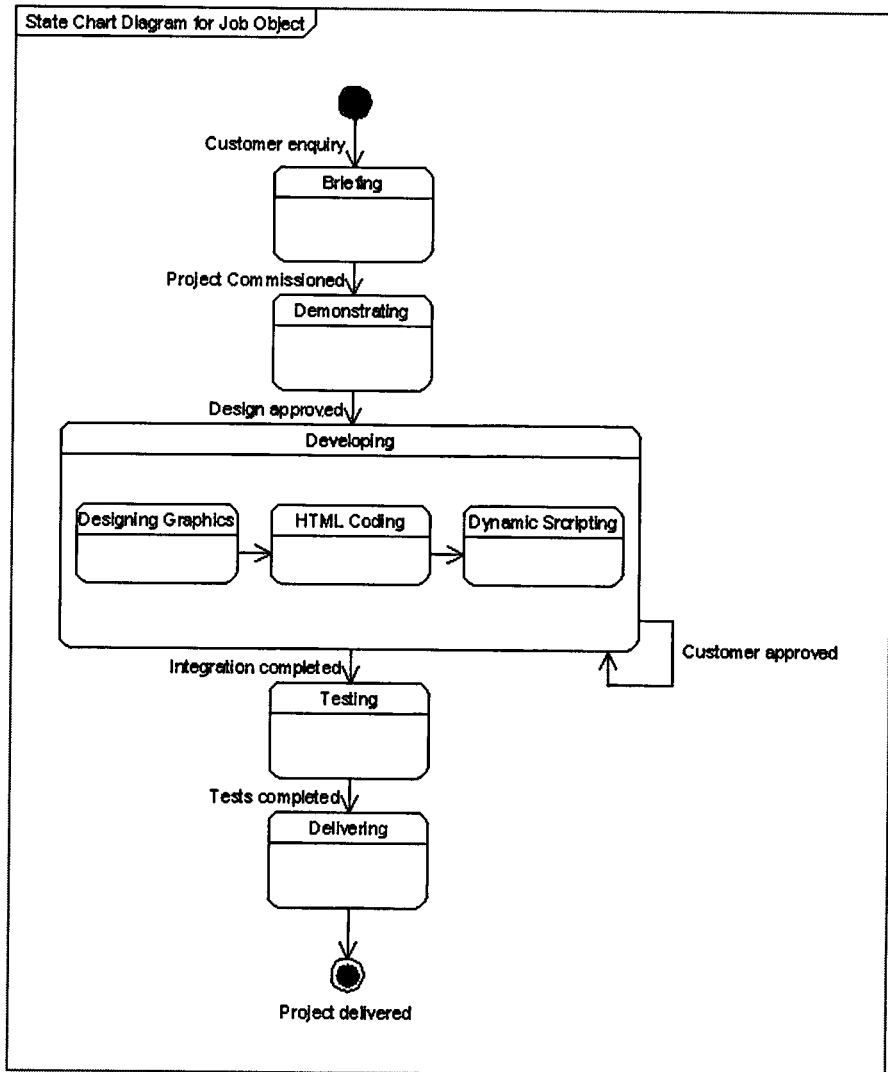 State Chart Diagram for Job Object
Customer enquiry
Briefing
Project Commissioned
Demonstrating
Design approved
Developing
Designing Graphics
HTML Coding
Dynamic Srcripting
Customer approved
Integration completed
Testing
Tests completed
Delivering
Project delivered